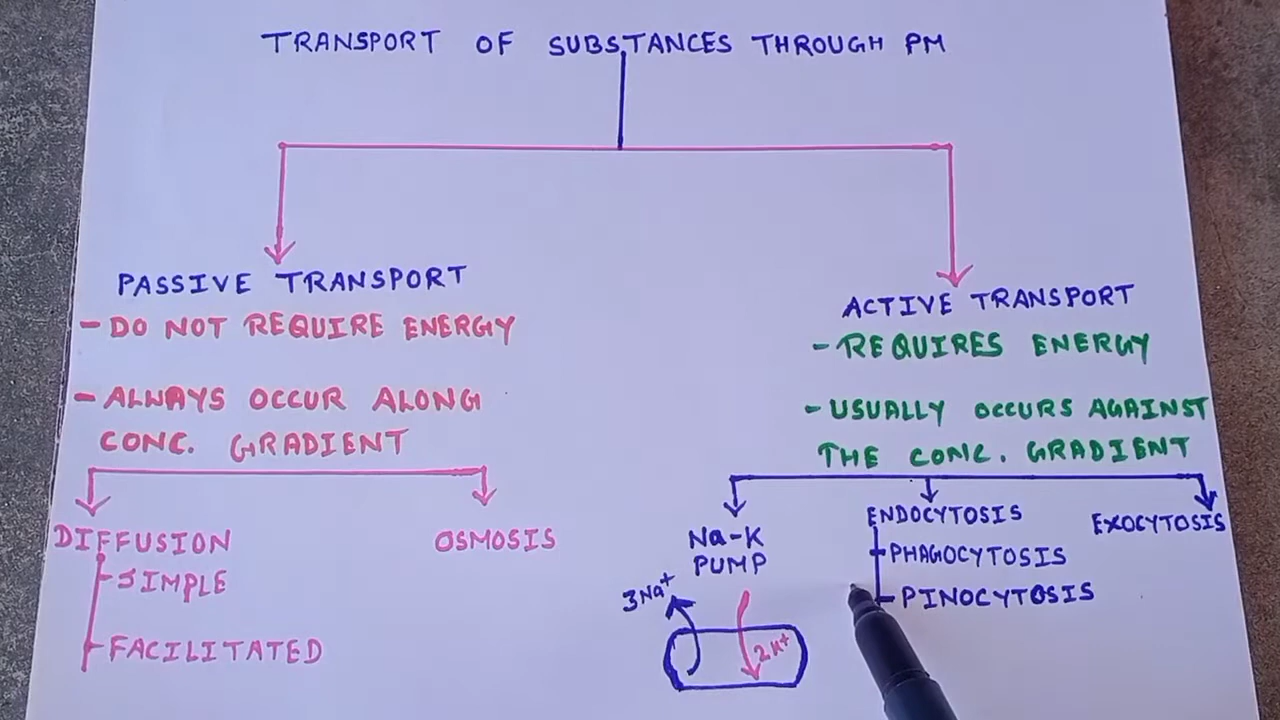 TRANSPORT OF SUBSTANCES THROUGH PM
PASSIVE TRANSPORT
- DO NOT REQUIRE ENERGY
- ALWAYS OCCUR ALONG
CONC. GRADIENT
DIFFUSION
SIMPLE
FACILITATED
OSMOSIS
ACTIVE TRANSPORT
- REQUIRES ENERGY
- USUALLY OCCURS AGAINST
THE CONC. GRADIENT
Na-K
PUMP
3Na+
2K+
ENDOCYTOSIS
PHAGOCYTOSIS
PINOCYTOSIS
EXOCYTOSIS